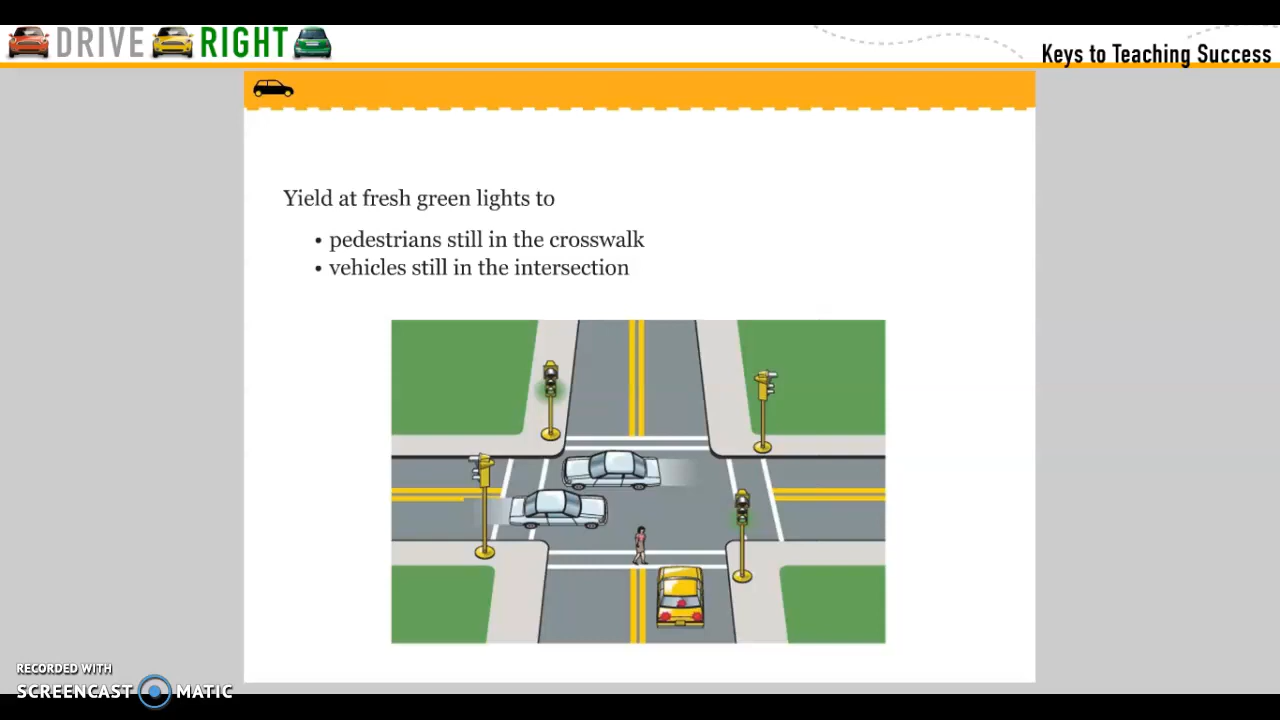 DRIVE RIGHT
Keys to Teaching Success
Yield at fresh green lights to
• pedestrians still in the crosswalk
• vehicles still in the intersection
RECORDED WITH
SCREENCAST MATIC